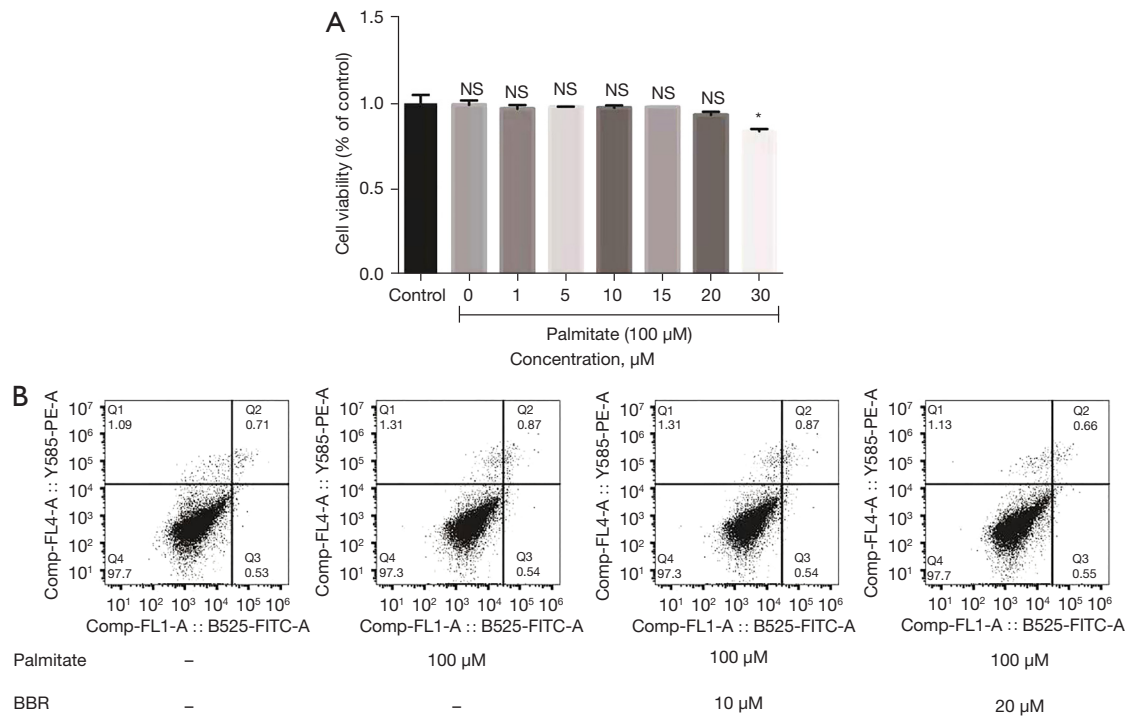 A
Cell viability (% of control)
1.5
1.0
0.5
0.0
NS NS NS NS NS NS *
Control 0 1 5 10 15 20 30
Palmitate (100 μM)
Concentration, μM
B
Comp-FL4-A :: Y585-PE-A
10⁷
10⁶
10⁵
10⁴
10³
10²
10¹
Q1
1.09
Q2
0.71
Q4
97.7
Q3
0.53
10¹ 10² 10³ 10⁴ 10⁵ 10⁶
Comp-FL1-A :: B525-FITC-A
Comp-FL4-A :: Y585-PE-A
10⁷
10⁶
10⁵
10⁴
10³
10²
10¹
Q1
1.31
Q2
0.87
Q4
97.3
Q3
0.54
10¹ 10² 10³ 10⁴ 10⁵ 10⁶
Comp-FL1-A :: B525-FITC-A
Comp-FL4-A :: Y585-PE-A
10⁷
10⁶
10⁵
10⁴
10³
10²
10¹
Q1
1.31
Q2
0.87
Q4
97.3
Q3
0.54
10¹ 10² 10³ 10⁴ 10⁵ 10⁶
Comp-FL1-A :: B525-FITC-A
Comp-FL4-A :: Y585-PE-A
10⁷
10⁶
10⁵
10⁴
10³
10²
10¹
Q1
1.13
Q2
0.66
Q4
97.7
Q3
0.55
10¹ 10² 10³ 10⁴ 10⁵ 10⁶
Comp-FL1-A :: B525-FITC-A
Palmitate – 100 μM 100 μM 100 μM
BBR – – 10 μM 20 μM